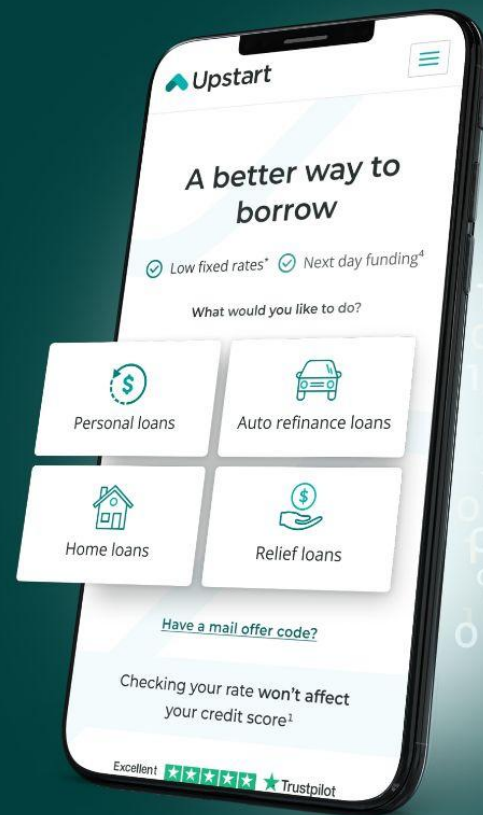 Upstart
A better way to
borrow
Low fixed rates* Next day funding⁴
What would you like to do?
Personal loans
Auto refinance loans
Home loans
Relief loans
Have a mail offer code?
Checking your rate won't affect
your credit score¹
Excellent Trustpilot